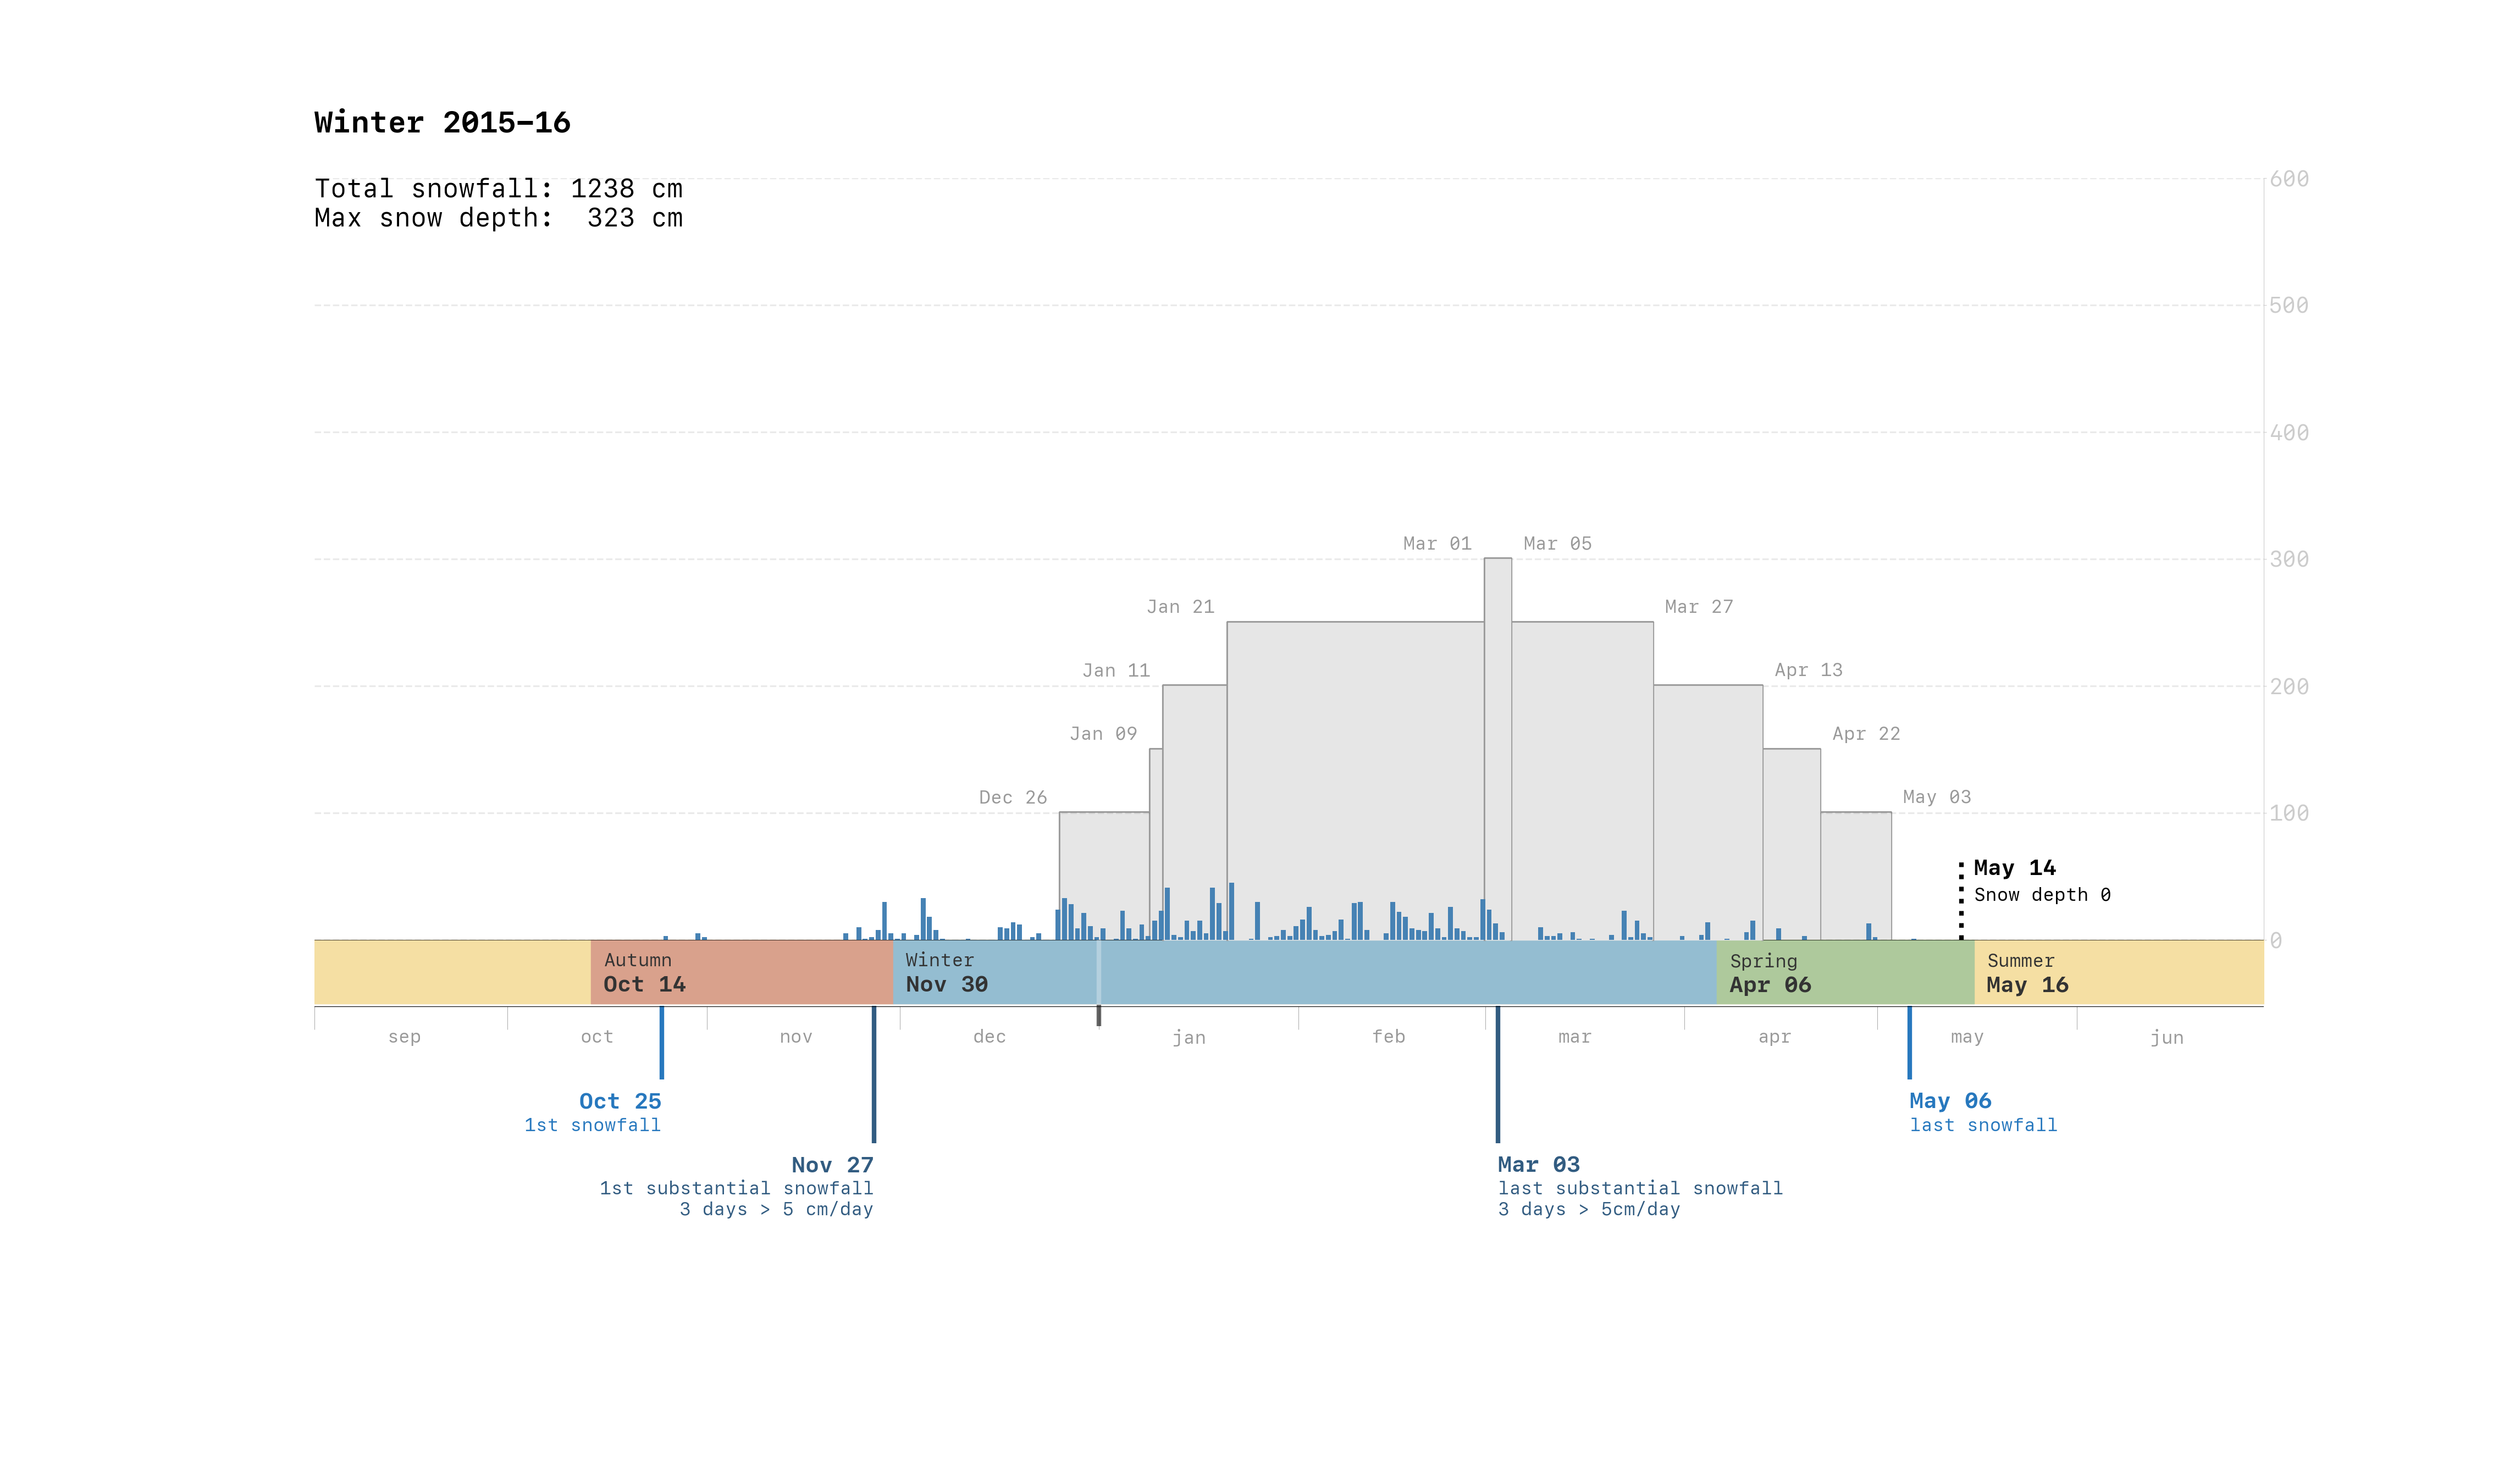 Winter 2015–16
Total snowfall: 1238 cm
Max snow depth:  323 cm
600
500
400
300
200
100
0
Mar 01
Mar 05
Jan 21
Mar 27
Jan 11
Apr 13
Jan 09
Apr 22
Dec 26
May 03
May 14
Snow depth 0
Autumn
Oct 14
Winter
Nov 30
Spring
Apr 06
Summer
May 16
sep
oct
nov
dec
jan
feb
mar
apr
may
jun
Oct 25
1st snowfall
May 06
last snowfall
Nov 27
1st substantial snowfall
3 days > 5 cm/day
Mar 03
last substantial snowfall
3 days > 5cm/day